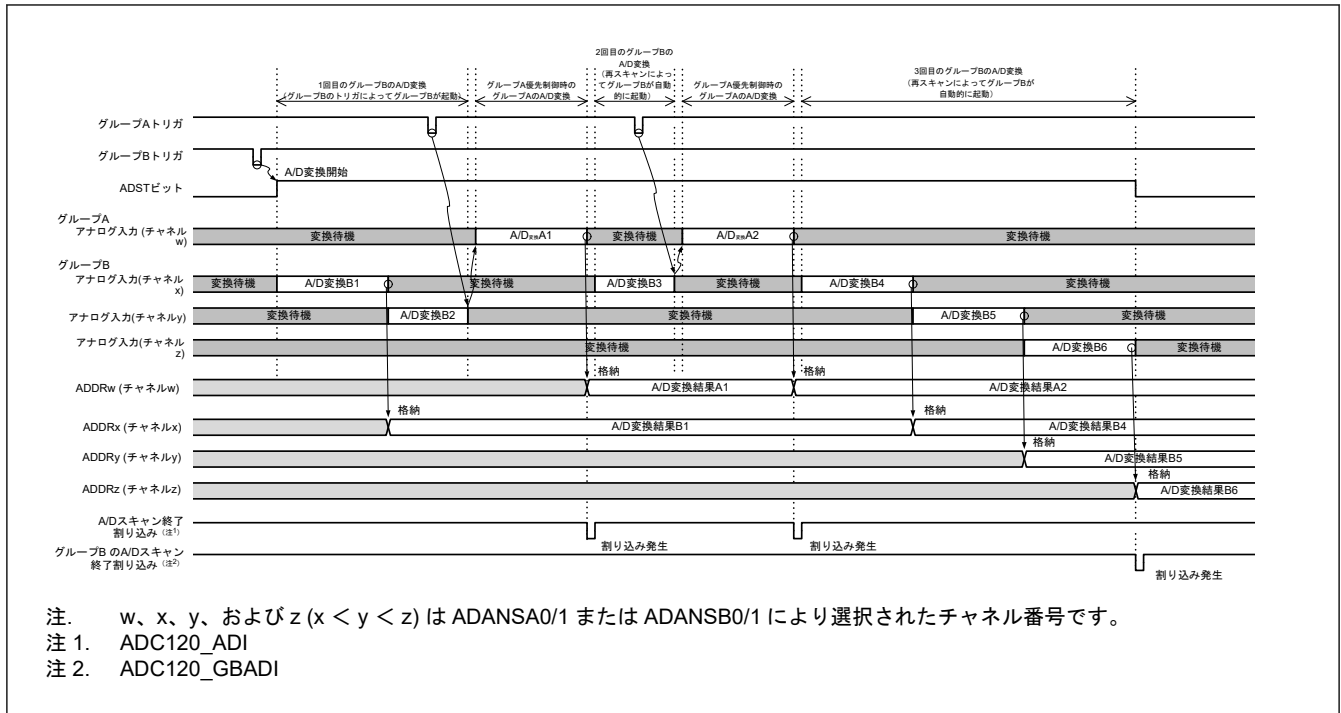 2回目のグループBの
A/D変換
(再スキャンによっ
てグループBが自動
的に起動)
1回目のグループBのA/D変換
(グループBのトリガによってグループBが起動)
グループA優先制御時の
グループAのA/D変換
グループA優先制御時の
グループAのA/D変換
3回目のグループBのA/D変換
(再スキャンによってグループBが
自動的に起動)
グループAトリガ
グループBトリガ
A/D変換開始
ADSTビット
グループA
アナログ入力 (チャネル
w)
変換待機
A/D変換A1
変換待機
A/D変換A2
変換待機
グループB
アナログ入力(チャネル
x)
変換待機
A/D変換B1
変換待機
A/D変換B3
変換待機
A/D変換B4
変換待機
アナログ入力(チャネルy)
変換待機
A/D変換B2
変換待機
A/D変換B5
変換待機
アナログ入力(チャネル
z)
変換待機
A/D変換B6
変換待機
格納
格納
ADDRw (チャネルw)
A/D変換結果A1
A/D変換結果A2
格納
格納
ADDRx (チャネルx)
A/D変換結果B1
A/D変換結果B4
格納
ADDRy (チャネルy)
A/D変換結果B5
格納
ADDRz (チャネルz)
A/D変換結果B6
A/Dスキャン終了
割り込み (注1)
割り込み発生
割り込み発生
グループB のA/Dスキャン
終了割り込み (注2)
割り込み発生
注. w、x、y、および z (x < y < z) は ADANSA0/1 または ADANSB0/1 により選択されたチャネル番号です。
注 1. ADC120_ADI
注 2. ADC120_GBADI